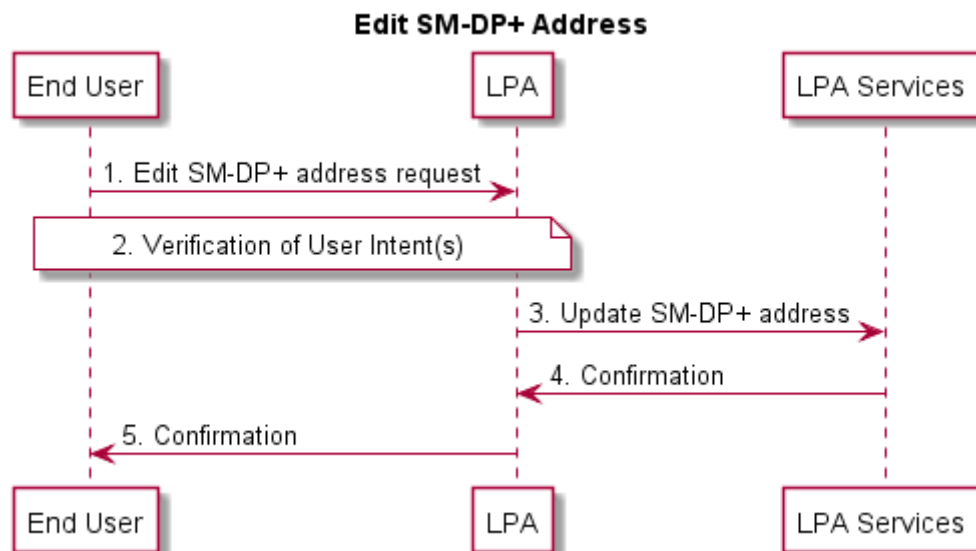 Edit SM-DP+ Address
End User
LPA
LPA Services
1. Edit SM-DP+ address request
2. Verification of User Intent(s)
3. Update SM-DP+ address
4. Confirmation
5. Confirmation
End User
LPA
LPA Services